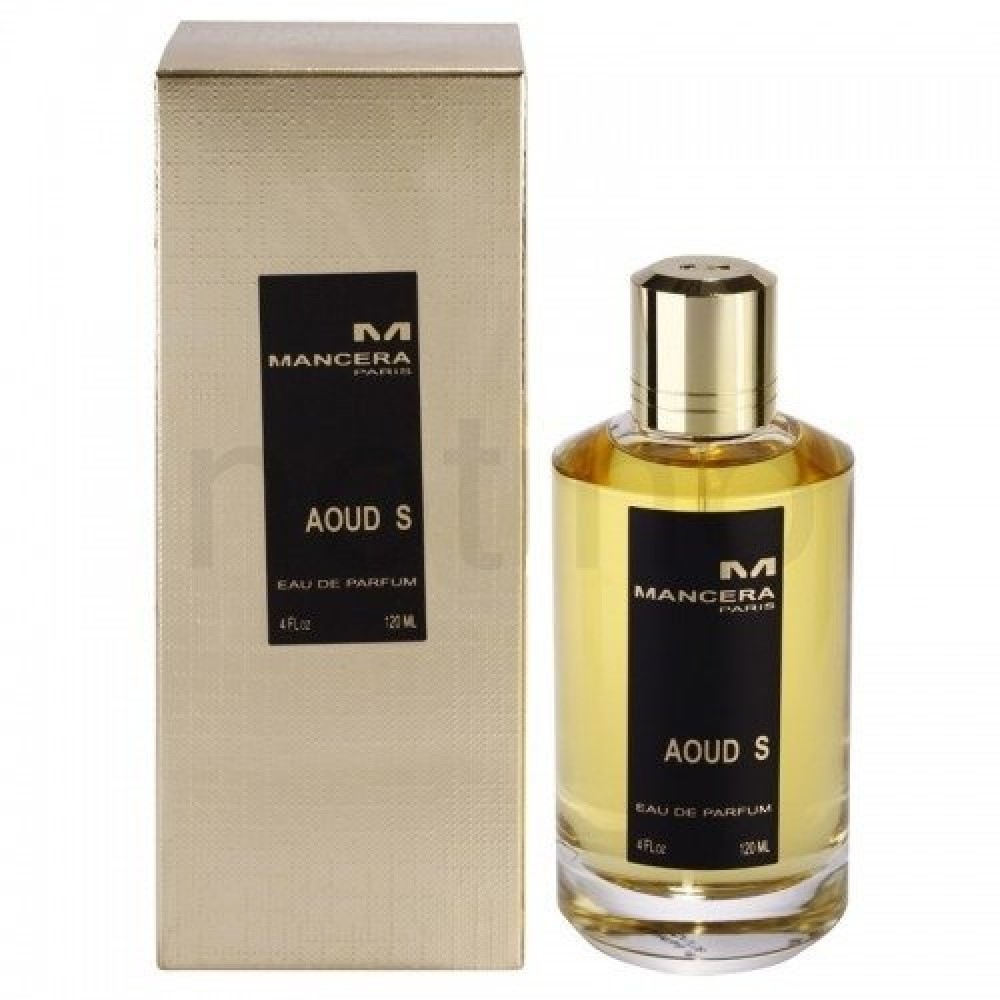 M
MANCERA
PARIS
AOUD S
EAU DE PARFUM
4 FL oz 120 ML
M
MANCERA
PARIS
AOUD S
EAU DE PARFUM
4 FL oz 120 ML
notino